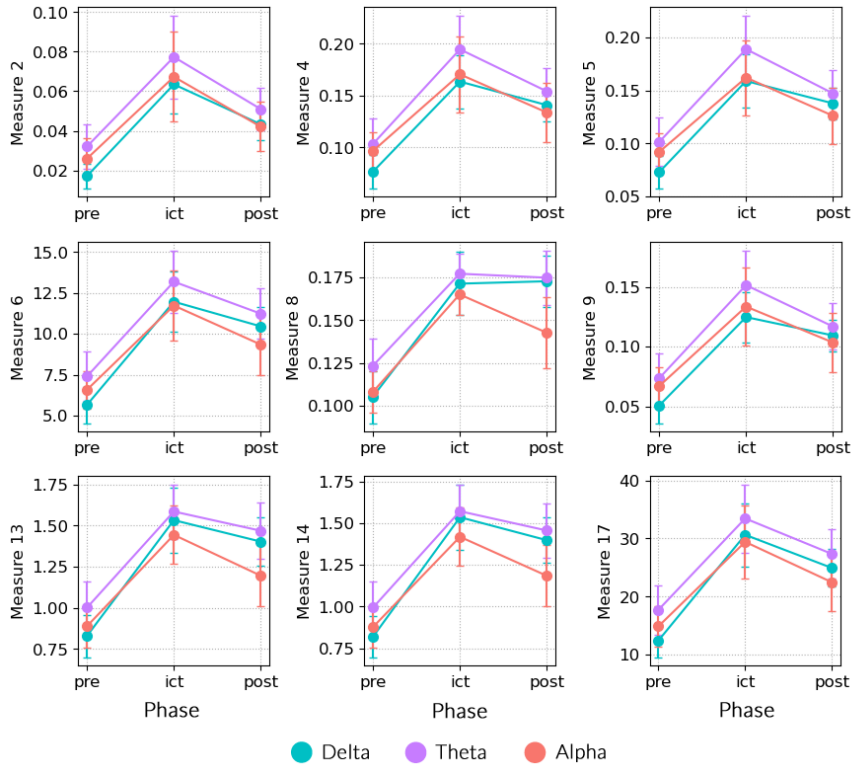 0.10
0.08
0.06
0.04
0.02
Measure 2
pre
ict
post
0.20
0.15
0.10
Measure 4
pre
ict
post
0.20
0.15
0.10
0.05
Measure 5
pre
ict
post
15.0
12.5
10.0
7.5
5.0
Measure 6
pre
ict
post
0.175
0.150
0.125
0.100
Measure 8
pre
ict
post
0.15
0.10
0.05
Measure 9
pre
ict
post
1.75
1.50
1.25
1.00
0.75
Measure 13
pre
ict
post
Phase
1.75
1.50
1.25
1.00
0.75
Measure 14
pre
ict
post
Phase
40
30
20
10
Measure 17
pre
ict
post
Phase
Delta Theta Alpha